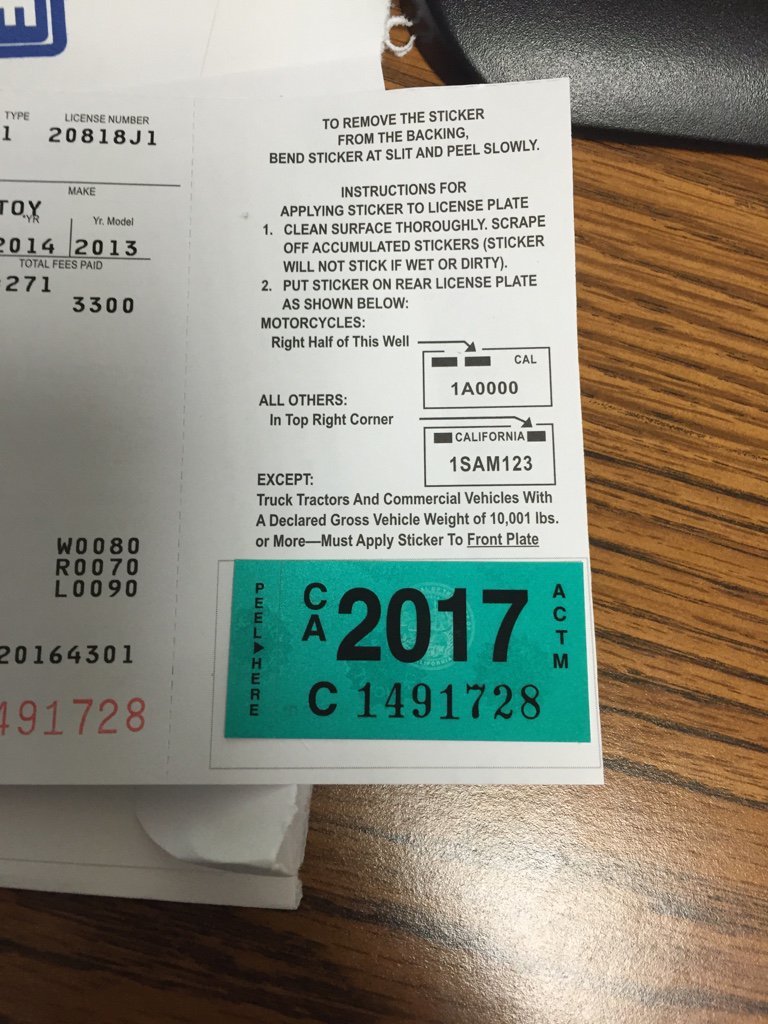 E
TYPE LICENSE NUMBER
1 20818J1
MAKE
TOY
YR Yr. Model
2014 2013
TOTAL FEES PAID
271
3300
W0080
R0070
L0090
20164301
491728
TO REMOVE THE STICKER
FROM THE BACKING,
BEND STICKER AT SLIT AND PEEL SLOWLY.
INSTRUCTIONS FOR
APPLYING STICKER TO LICENSE PLATE
1. CLEAN SURFACE THOROUGHLY. SCRAPE
OFF ACCUMULATED STICKERS (STICKER
WILL NOT STICK IF WET OR DIRTY).
2. PUT STICKER ON REAR LICENSE PLATE
AS SHOWN BELOW:
MOTORCYCLES:
Right Half of This Well
CAL
1A0000
ALL OTHERS:
In Top Right Corner
CALIFORNIA
1SAM123
EXCEPT:
Truck Tractors And Commercial Vehicles With
A Declared Gross Vehicle Weight of 10,001 lbs.
or More—Must Apply Sticker To Front Plate
PEEL HERE
CA 2017
ACTM
C 1491728